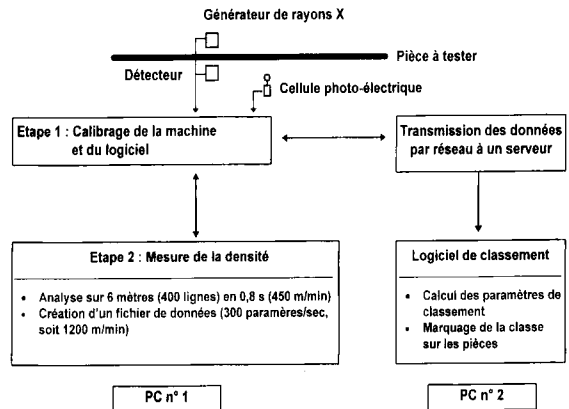 Générateur de rayons X
Pièce à tester
Détecteur
Cellule photo-électrique
Etape 1 : Calibrage de la machine
et du logiciel
Transmission des données
par réseau à un serveur
Etape 2 : Mesure de la densité
• Analyse sur 6 mètres (400 lignes) en 0,8 s (450 m/min)
• Création d'un fichier de données (300 paramères/sec,
soit 1200 m/min)
Logiciel de classement
• Calcul des paramètres de
classement
• Marquage de la classe
sur les pièces
PC n° 1
PC n° 2